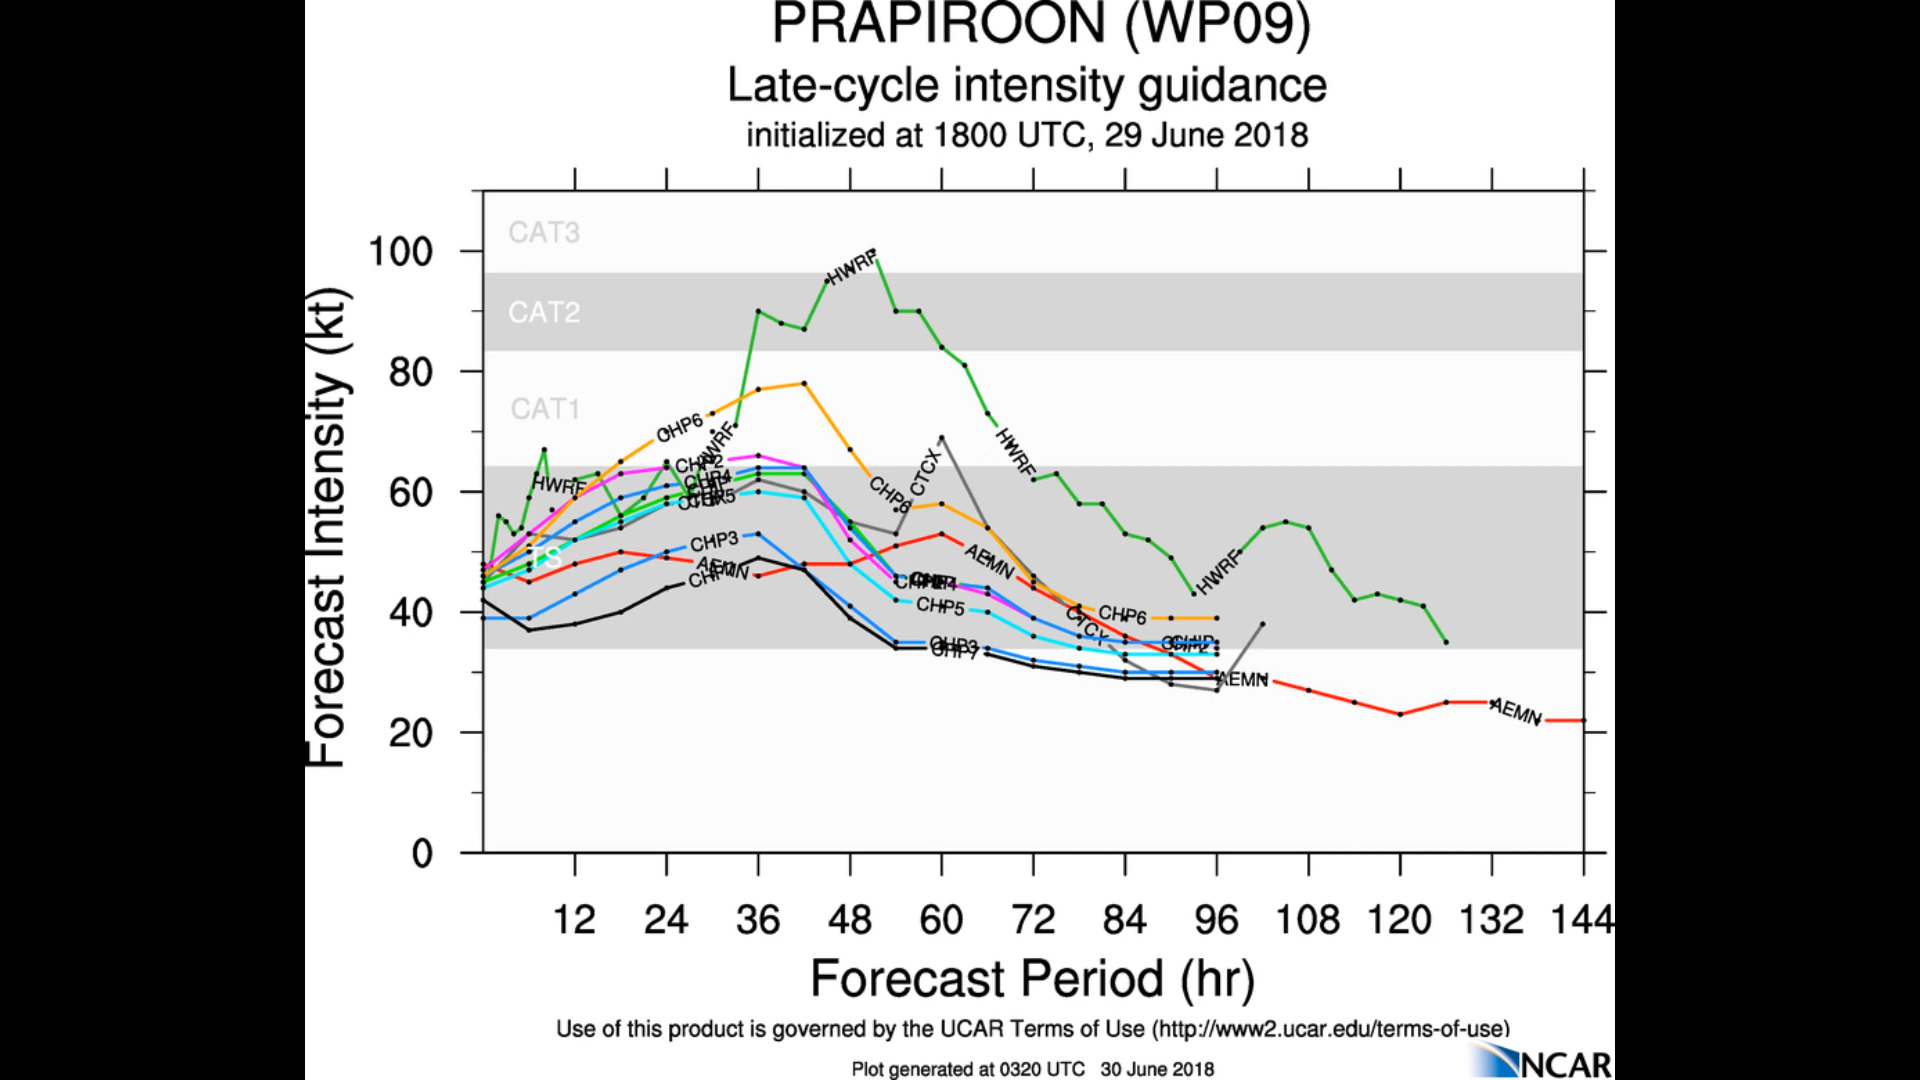 PRAPIROON (WP09)
Late-cycle intensity guidance
initialized at 1800 UTC, 29 June 2018
Forecast Intensity (kt)
100
80
60
40
20
0
CAT3
CAT2
CAT1
TS
HWRF
HWRF
CHP6
HWRF
CHP2
CHP4
CHP5
CHP3
AEMN
CHP6
CTCX
HWRF
AEMN
CHP5
CHP3
CHP7
CTCX
CHP6
HWRF
CHP2
AEMN
AEMN
12 24 36 48 60 72 84 96 108 120 132 144
Forecast Period (hr)
Use of this product is governed by the UCAR Terms of Use (http://www2.ucar.edu/terms-of-use)
Plot generated at 0320 UTC 30 June 2018
NCAR